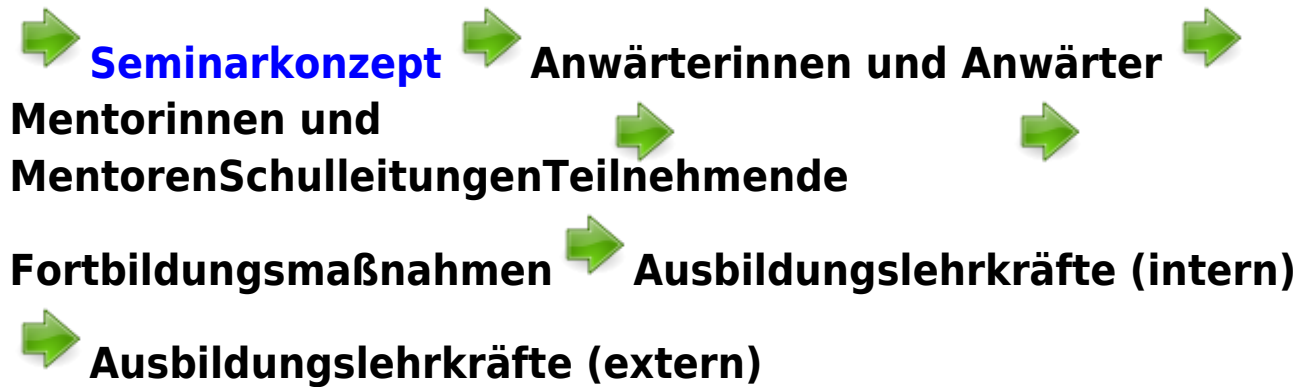 Seminarkonzept Anwärterinnen und Anwärter
Mentorinnen und
MentorenSchulleitungenTeilnehmende
Fortbildungsmaßnahmen Ausbildungslehrkräfte (intern)
Ausbildungslehrkräfte (extern)